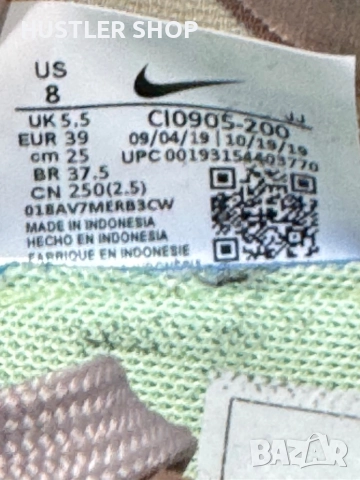 HUSTLER SHOP
US
8
UK 5.5
EUR 39
cm 25
BR 37.5
CN 250(2.5)
CI0905-200
JJ
09/04/19 | 10/19/19
UPC 00193154403770
018AV7MERB3CW
MADE IN INDONESIA
HECHO EN INDONESIA
FABRIQUE EN INDONESIE
BAZAR
.bg